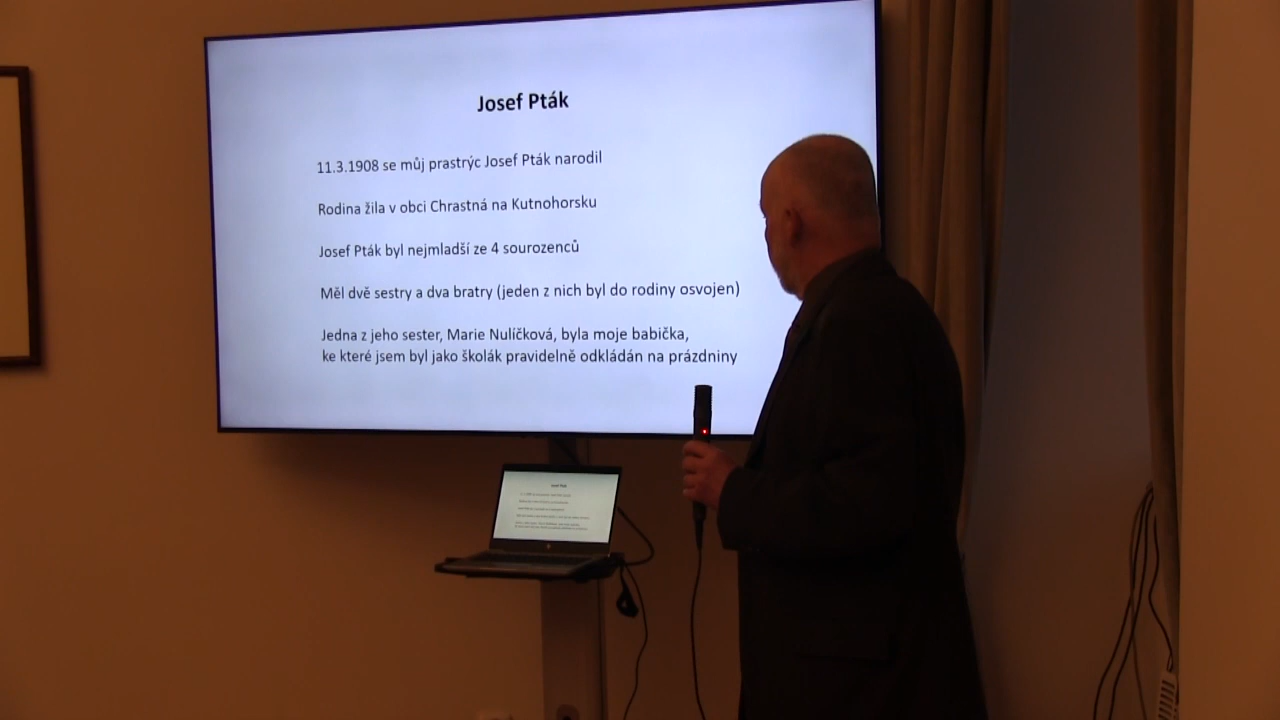 Josef Pták
11.3.1908 se můj prastrýc Josef Pták narodil
Rodina žila v obci Chrastná na Kutnohorsku
Josef Pták byl nejmladší ze 4 sourozenců
Měl dvě sestry a dva bratry (jeden z nich byl do rodiny osvojen)
Jedna z jeho sester, Marie Nulíčková, byla moje babička,
ke které jsem byl jako školák pravidelně odkládán na prázdniny
Josef Pták